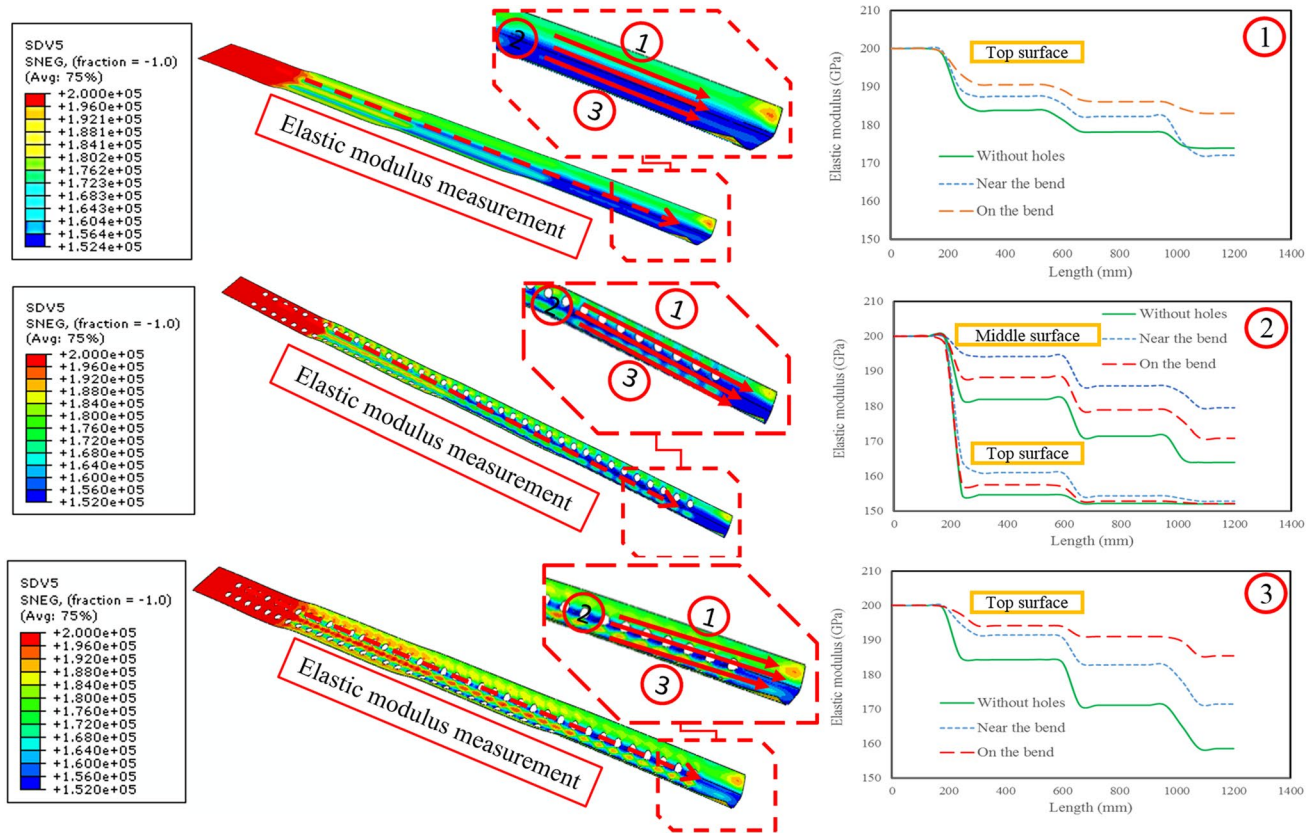 SDV5
SNEG, (fraction = -1.0)
(Avg: 75%)
+2.000e+05
+1.960e+05
+1.921e+05
+1.881e+05
+1.841e+05
+1.802e+05
+1.762e+05
+1.723e+05
+1.683e+05
+1.643e+05
+1.604e+05
+1.564e+05
+1.524e+05
Elastic modulus measurement
1
2
3
Elastic modulus (GPa)
210
200
190
180
170
160
150
Top surface
1
Without holes
Near the bend
On the bend
0
200
400
600
800
1000
1200
1400
Length (mm)
SDV5
SNEG, (fraction = -1.0)
(Avg: 75%)
+2.000e+05
+1.960e+05
+1.920e+05
+1.880e+05
+1.840e+05
+1.800e+05
+1.760e+05
+1.720e+05
+1.680e+05
+1.640e+05
+1.600e+05
+1.560e+05
+1.520e+05
Elastic modulus measurement
1
2
3
Elastic modulus (GPa)
210
200
190
180
170
160
150
Middle surface
Top surface
Without holes
Near the bend
On the bend
2
0
200
400
600
800
1000
1200
1400
Length (mm)
SDV5
SNEG, (fraction = -1.0)
(Avg: 75%)
+2.000e+05
+1.960e+05
+1.920e+05
+1.880e+05
+1.840e+05
+1.800e+05
+1.760e+05
+1.720e+05
+1.680e+05
+1.640e+05
+1.600e+05
+1.560e+05
+1.520e+05
Elastic modulus measurement
1
2
3
Elastic modulus (GPa)
210
200
190
180
170
160
150
Top surface
3
Without holes
Near the bend
On the bend
0
200
400
600
800
1000
1200
1400
Length (mm)